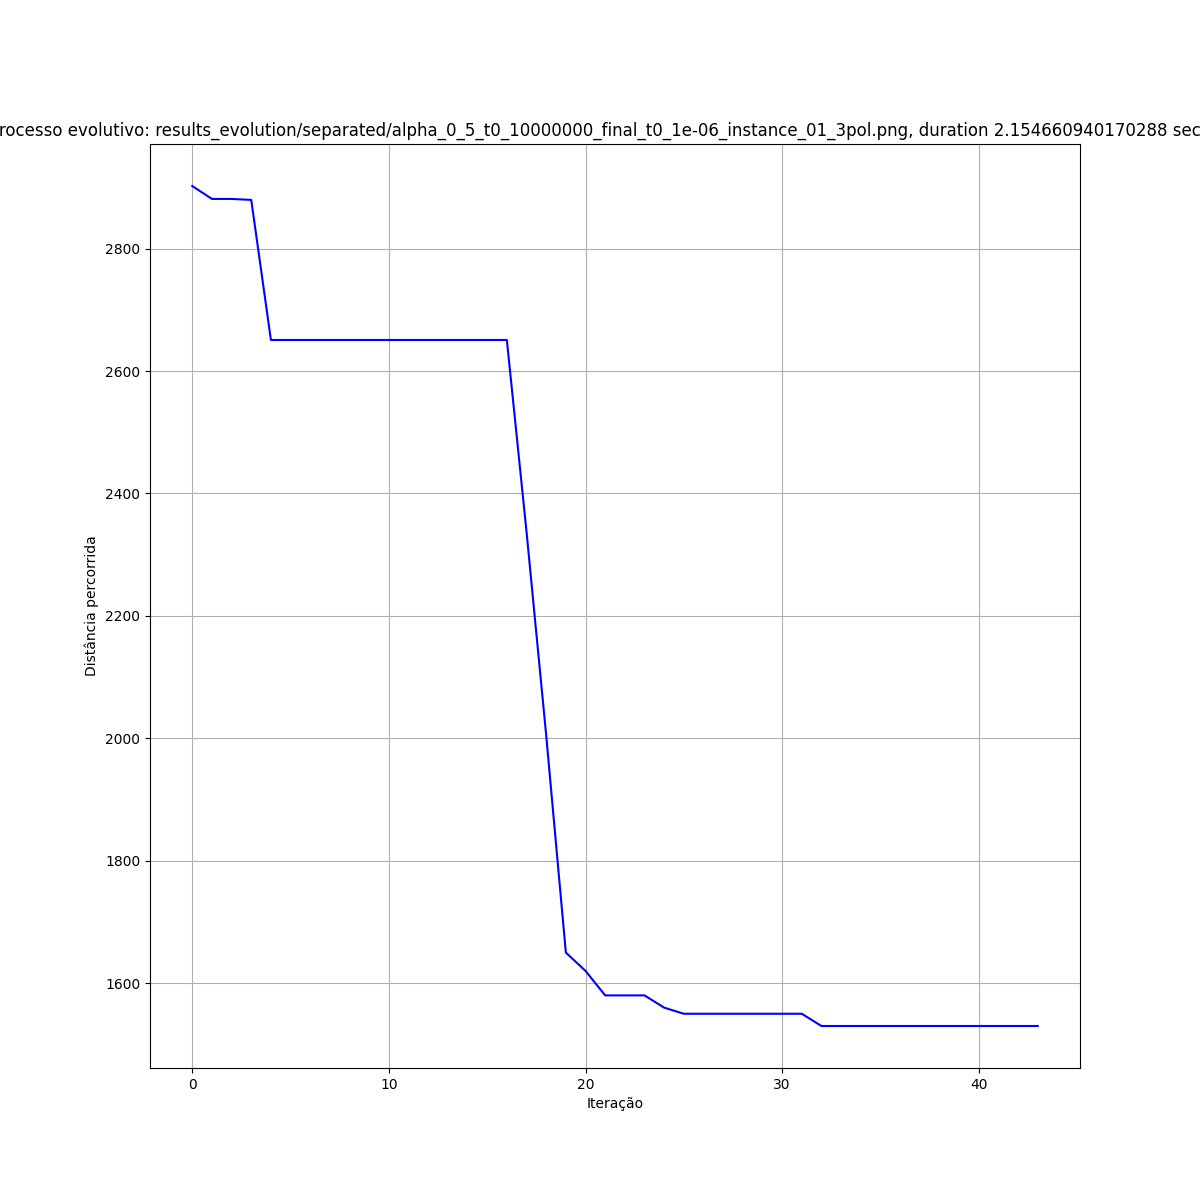 rocesso evolutivo: results_evolution/separated/alpha_0_5_t0_10000000_final_t0_1e-06_instance_01_3pol.png, duration 2.154660940170288 sec
2800
2600
2400
2200
2000
1800
1600
Distância percorrida
0 10 20 30 40
Iteração